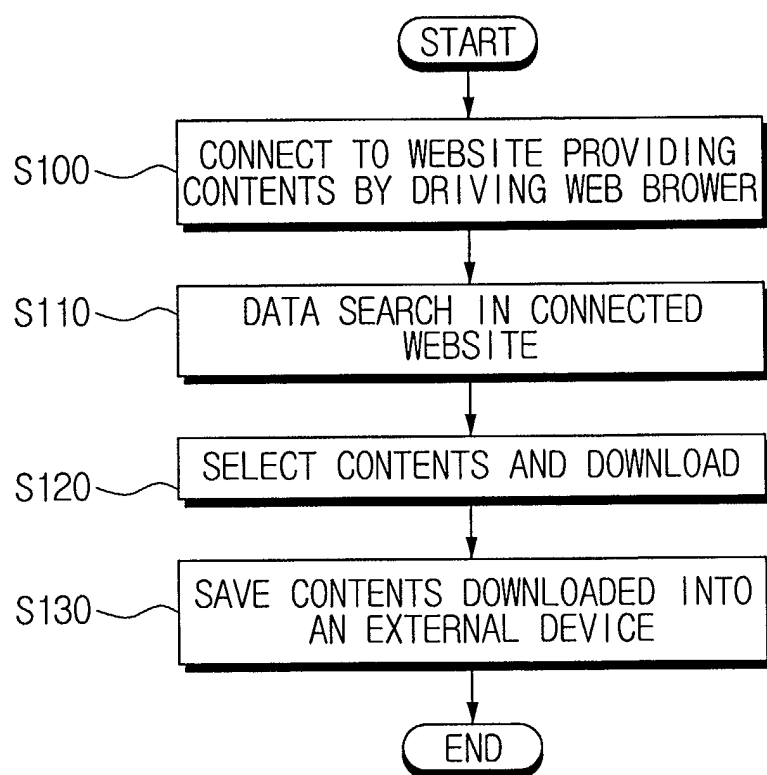 START
S100
CONNECT TO WEBSITE PROVIDING
CONTENTS BY DRIVING WEB BROWER
S110
DATA SEARCH IN CONNECTED
WEBSITE
S120
SELECT CONTENTS AND DOWNLOAD
S130
SAVE CONTENTS DOWNLOADED INTO
AN EXTERNAL DEVICE
END